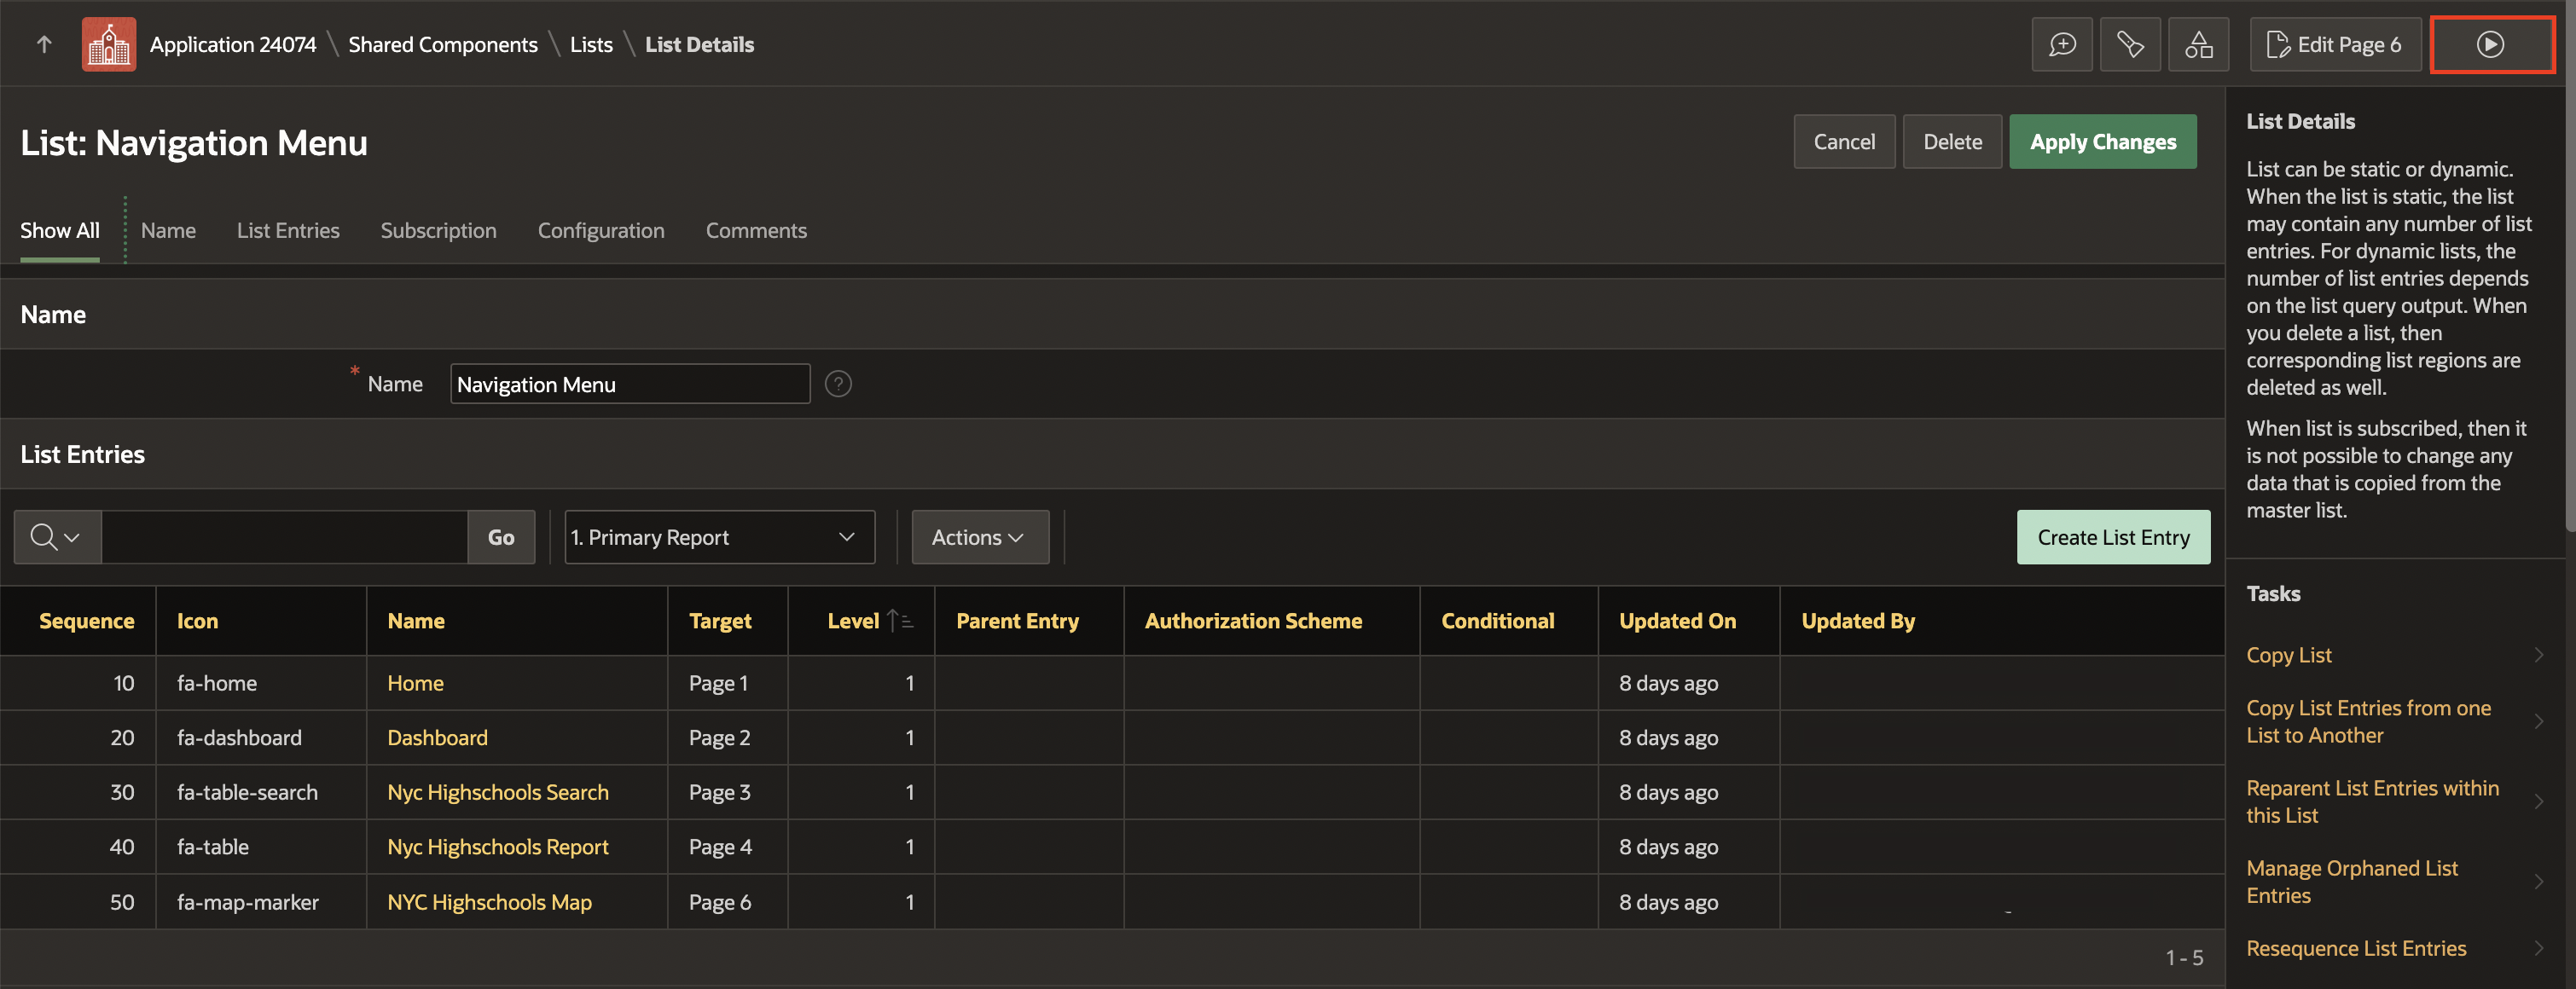 Application 24074 \ Shared Components \ Lists \ List Details
Edit Page 6
List: Navigation Menu
Cancel Delete Apply Changes
Show All Name List Entries Subscription Configuration Comments
Name
* Name Navigation Menu ?
List Entries
Go 1. Primary Report Actions Create List Entry
Sequence Icon Name Target Level Parent Entry Authorization Scheme Conditional Updated On Updated By
10 fa-home Home Page 1 1 8 days ago
20 fa-dashboard Dashboard Page 2 1 8 days ago
30 fa-table-search Nyc Highschools Search Page 3 1 8 days ago
40 fa-table Nyc Highschools Report Page 4 1 8 days ago
50 fa-map-marker NYC Highschools Map Page 6 1 8 days ago
1 - 5
List Details
List can be static or dynamic.
When the list is static, the list
may contain any number of list
entries. For dynamic lists, the
number of list entries depends
on the list query output. When
you delete a list, then
corresponding list regions are
deleted as well.
When list is subscribed, then it
is not possible to change any
data that is copied from the
master list.
Tasks
Copy List
Copy List Entries from one
List to Another
Reparent List Entries within
this List
Manage Orphaned List
Entries
Resequence List Entries